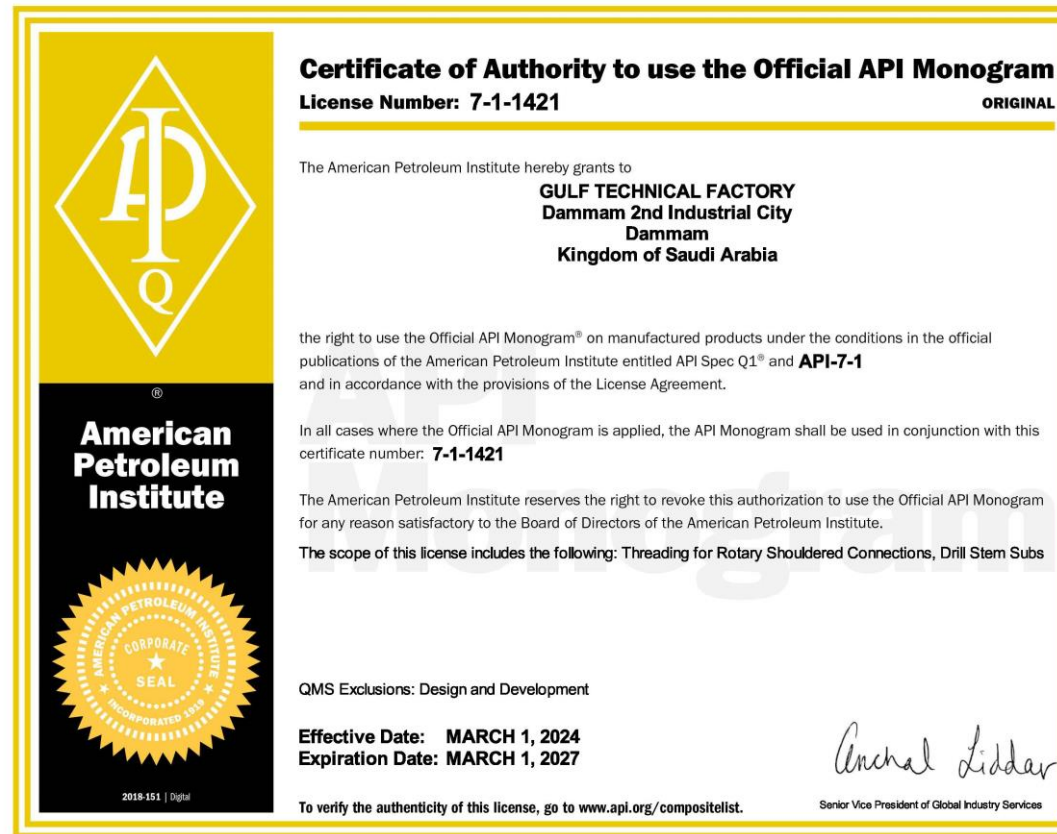 Certificate of Authority to use the Official API Monogram
License Number: 7-1-1421
ORIGINAL
The American Petroleum Institute hereby grants to
GULF TECHNICAL FACTORY
Dammam 2nd Industrial City
Dammam
Kingdom of Saudi Arabia
the right to use the Official API Monogram® on manufactured products under the conditions in the official
publications of the American Petroleum Institute entitled API Spec Q1® and API-7-1
and in accordance with the provisions of the License Agreement.
In all cases where the Official API Monogram is applied, the API Monogram shall be used in conjunction with this
certificate number: 7-1-1421
The American Petroleum Institute reserves the right to revoke this authorization to use the Official API Monogram
for any reason satisfactory to the Board of Directors of the American Petroleum Institute.
The scope of this license includes the following: Threading for Rotary Shouldered Connections, Drill Stem Subs
API
Monogram
QMS Exclusions: Design and Development
Effective Date: MARCH 1, 2024
Expiration Date: MARCH 1, 2027
To verify the authenticity of this license, go to www.api.org/compositelist.
Anchal Liddar
Senior Vice President of Global Industry Services
API
Q
®
American
Petroleum
Institute
AMERICAN PETROLEUM INSTITUTE
CORPORATE
SEAL
INCORPORATED 1919
2018-151 | Digital